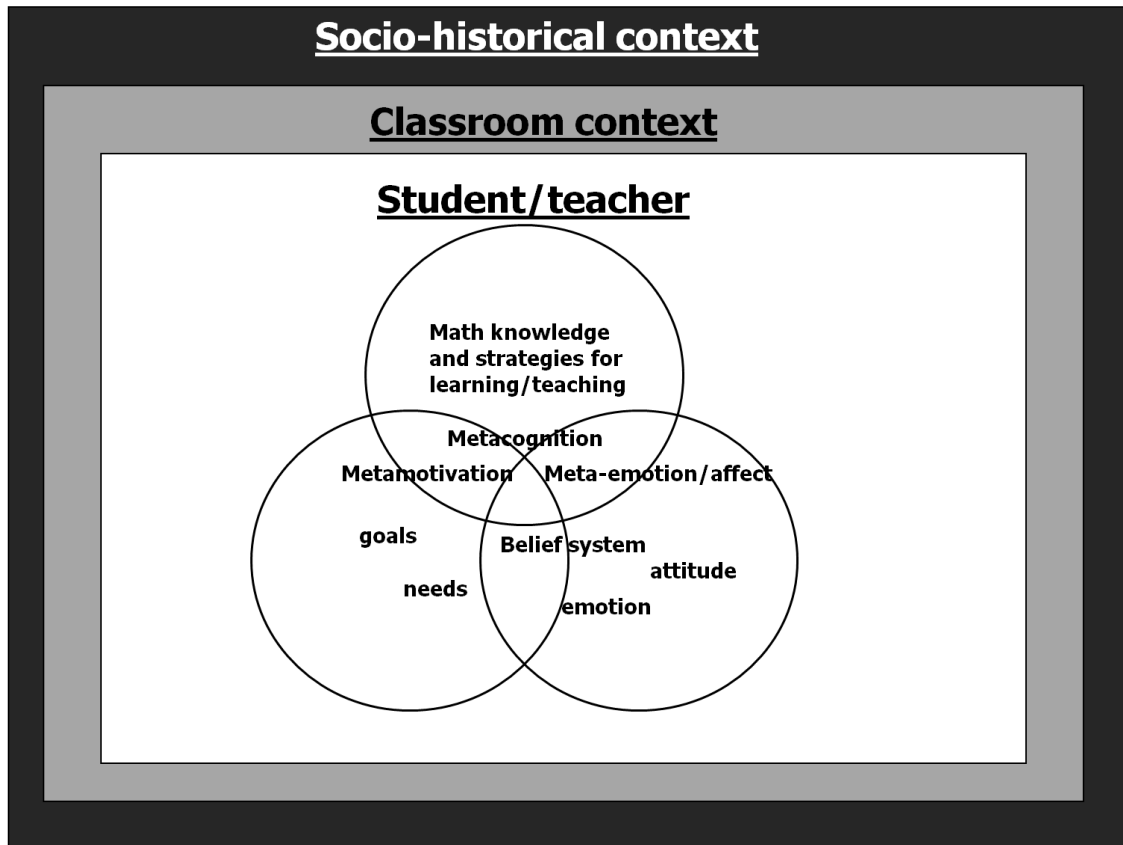 Socio-historical context
Classroom context
Student/teacher
Math knowledge
and strategies for
learning/teaching
Metacognition
Metamotivation
Meta-emotion/affect
goals
Belief system
attitude
needs
emotion